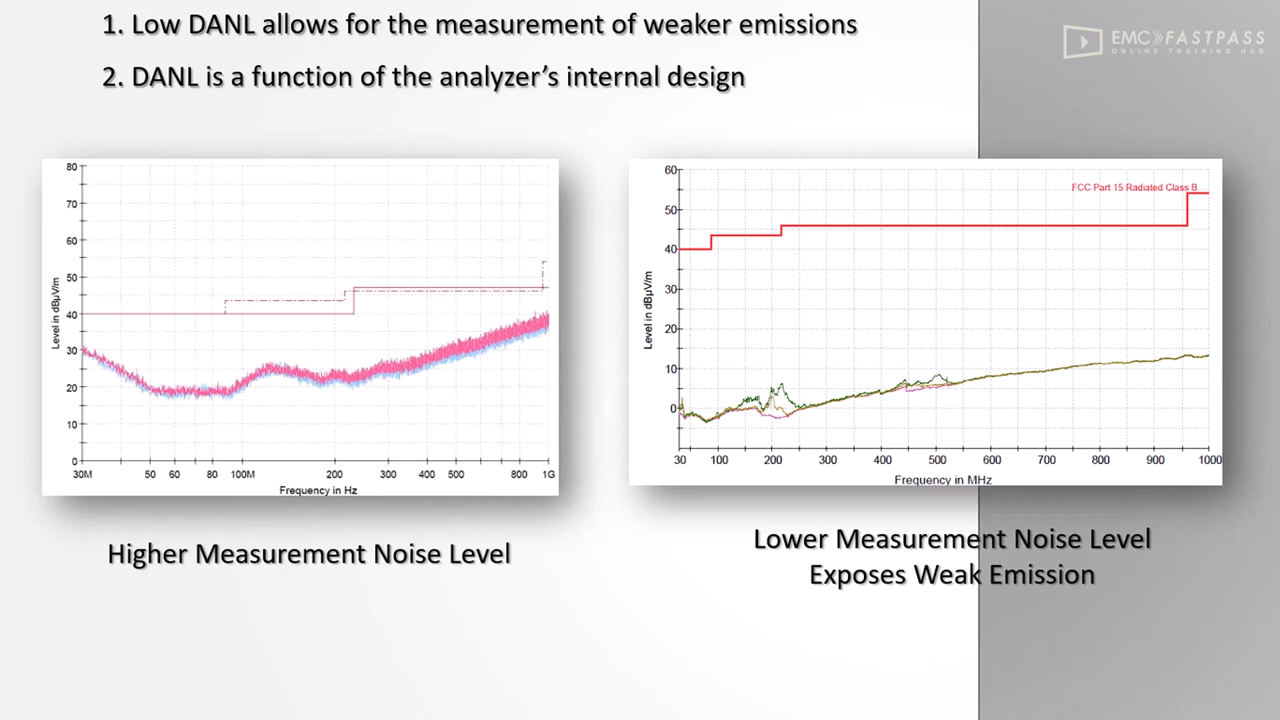 1. Low DANL allows for the measurement of weaker emissions
2. DANL is a function of the analyzer’s internal design
EMC FASTPASS
ONLINE TRAINING HUB
80
70
60
50
40
30
20
10
0
Level in dBµV/m
30M 50 60 80 100M 200 300 400 500 800 1G
Frequency in Hz
Higher Measurement Noise Level
FCC Part 15 Radiated Class B
60
50
40
30
20
10
0
Level in dBµV/m
30 100 200 300 400 500 600 700 800 900 1000
Frequency in MHz
Lower Measurement Noise Level
Exposes Weak Emission